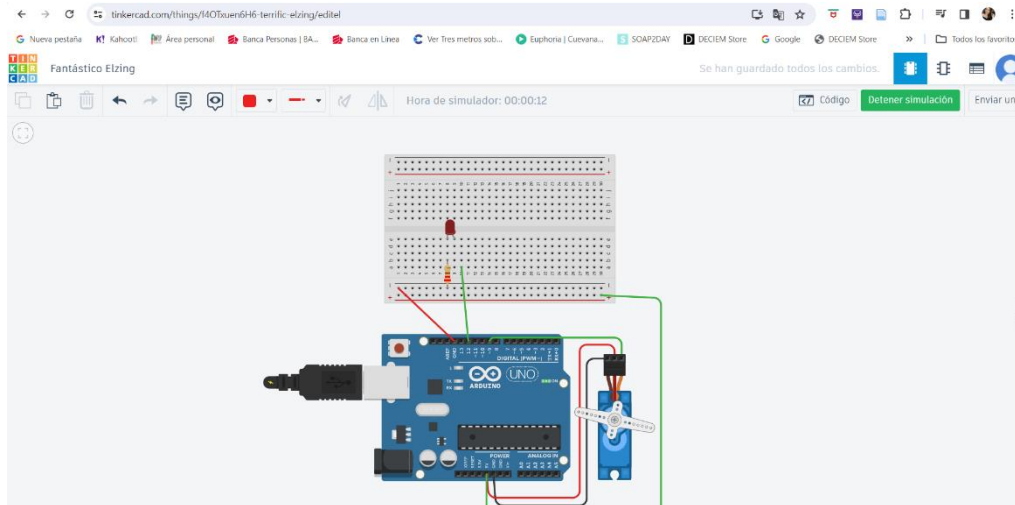 tinkercad.com/things/l4OTxuen6H6-terrific-elzing/editel
Nueva pestaña K! Kahoot! Área personal Banca Personas | BA... Banca en Línea Ver Tres metros sob... Euphoria | Cuevana... SOAP2DAY DECIEM Store Google DECIEM Store » Todos los favorito
TIN KER CAD Fantástico Elzing Se han guardado todos los cambios.
Hora de simulador: 00:00:12 Código Detener simulación Enviar un
DIGITAL (PWM~)
UNO
ARDUINO
ON
POWER ANALOG IN